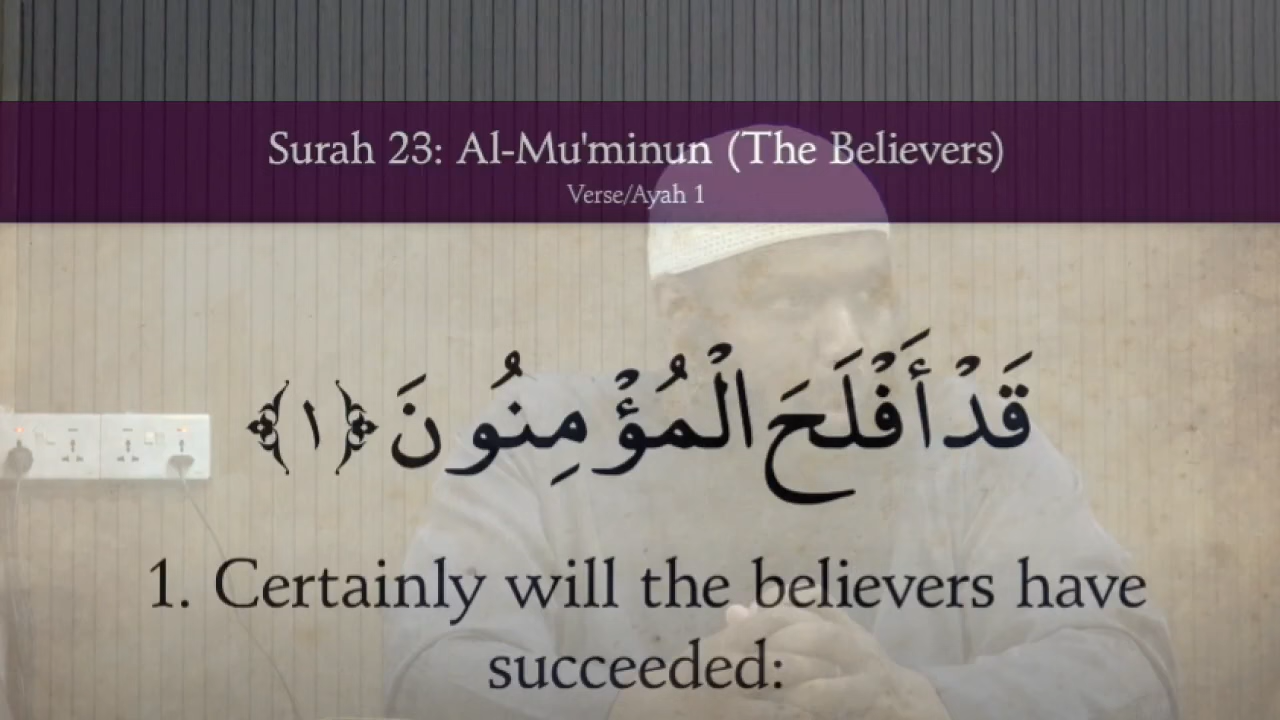 Surah 23: Al-Mu'minun (The Believers)
Verse/Ayah 1
قَدْ أَفْلَحَ الْمُؤْمِنُونَ ﴿١﴾
1. Certainly will the believers have
succeeded: